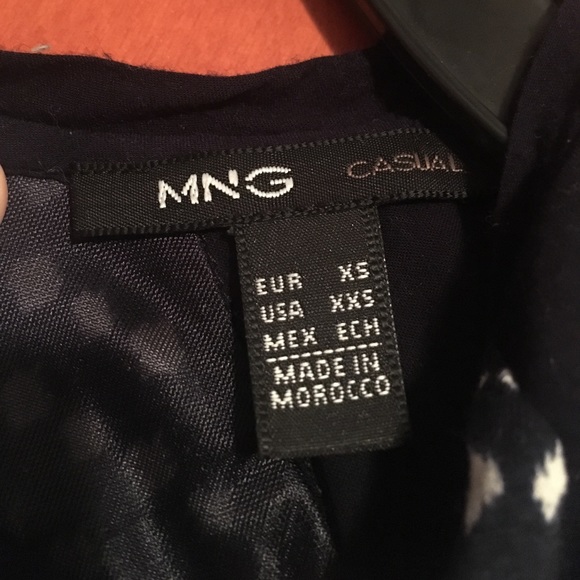 MNG CASUAL
EUR XS
USA XXS
MEX ECH
MADE IN
MOROCCO